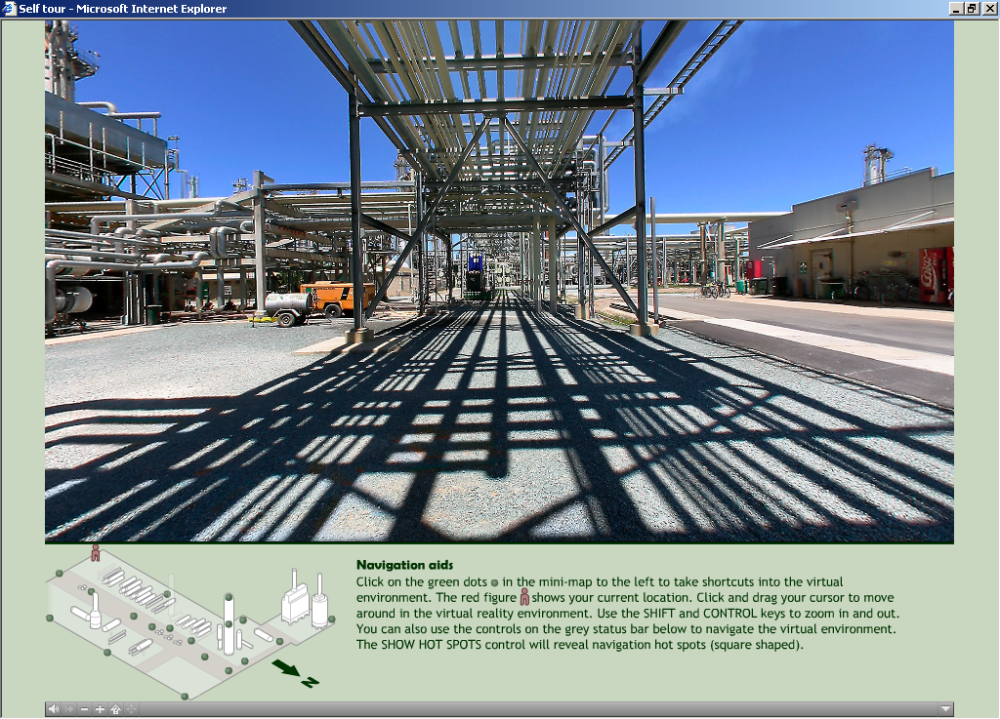 Self tour - Microsoft Internet Explorer
Coca-Cola
Navigation aids
Click on the green dots in the mini-map to the left to take shortcuts into the virtual
environment. The red figure shows your current location. Click and drag your cursor to move
around in the virtual reality environment. Use the SHIFT and CONTROL keys to zoom in and out.
You can also use the controls on the grey status bar below to navigate the virtual environment.
The SHOW HOT SPOTS control will reveal navigation hot spots (square shaped).
N